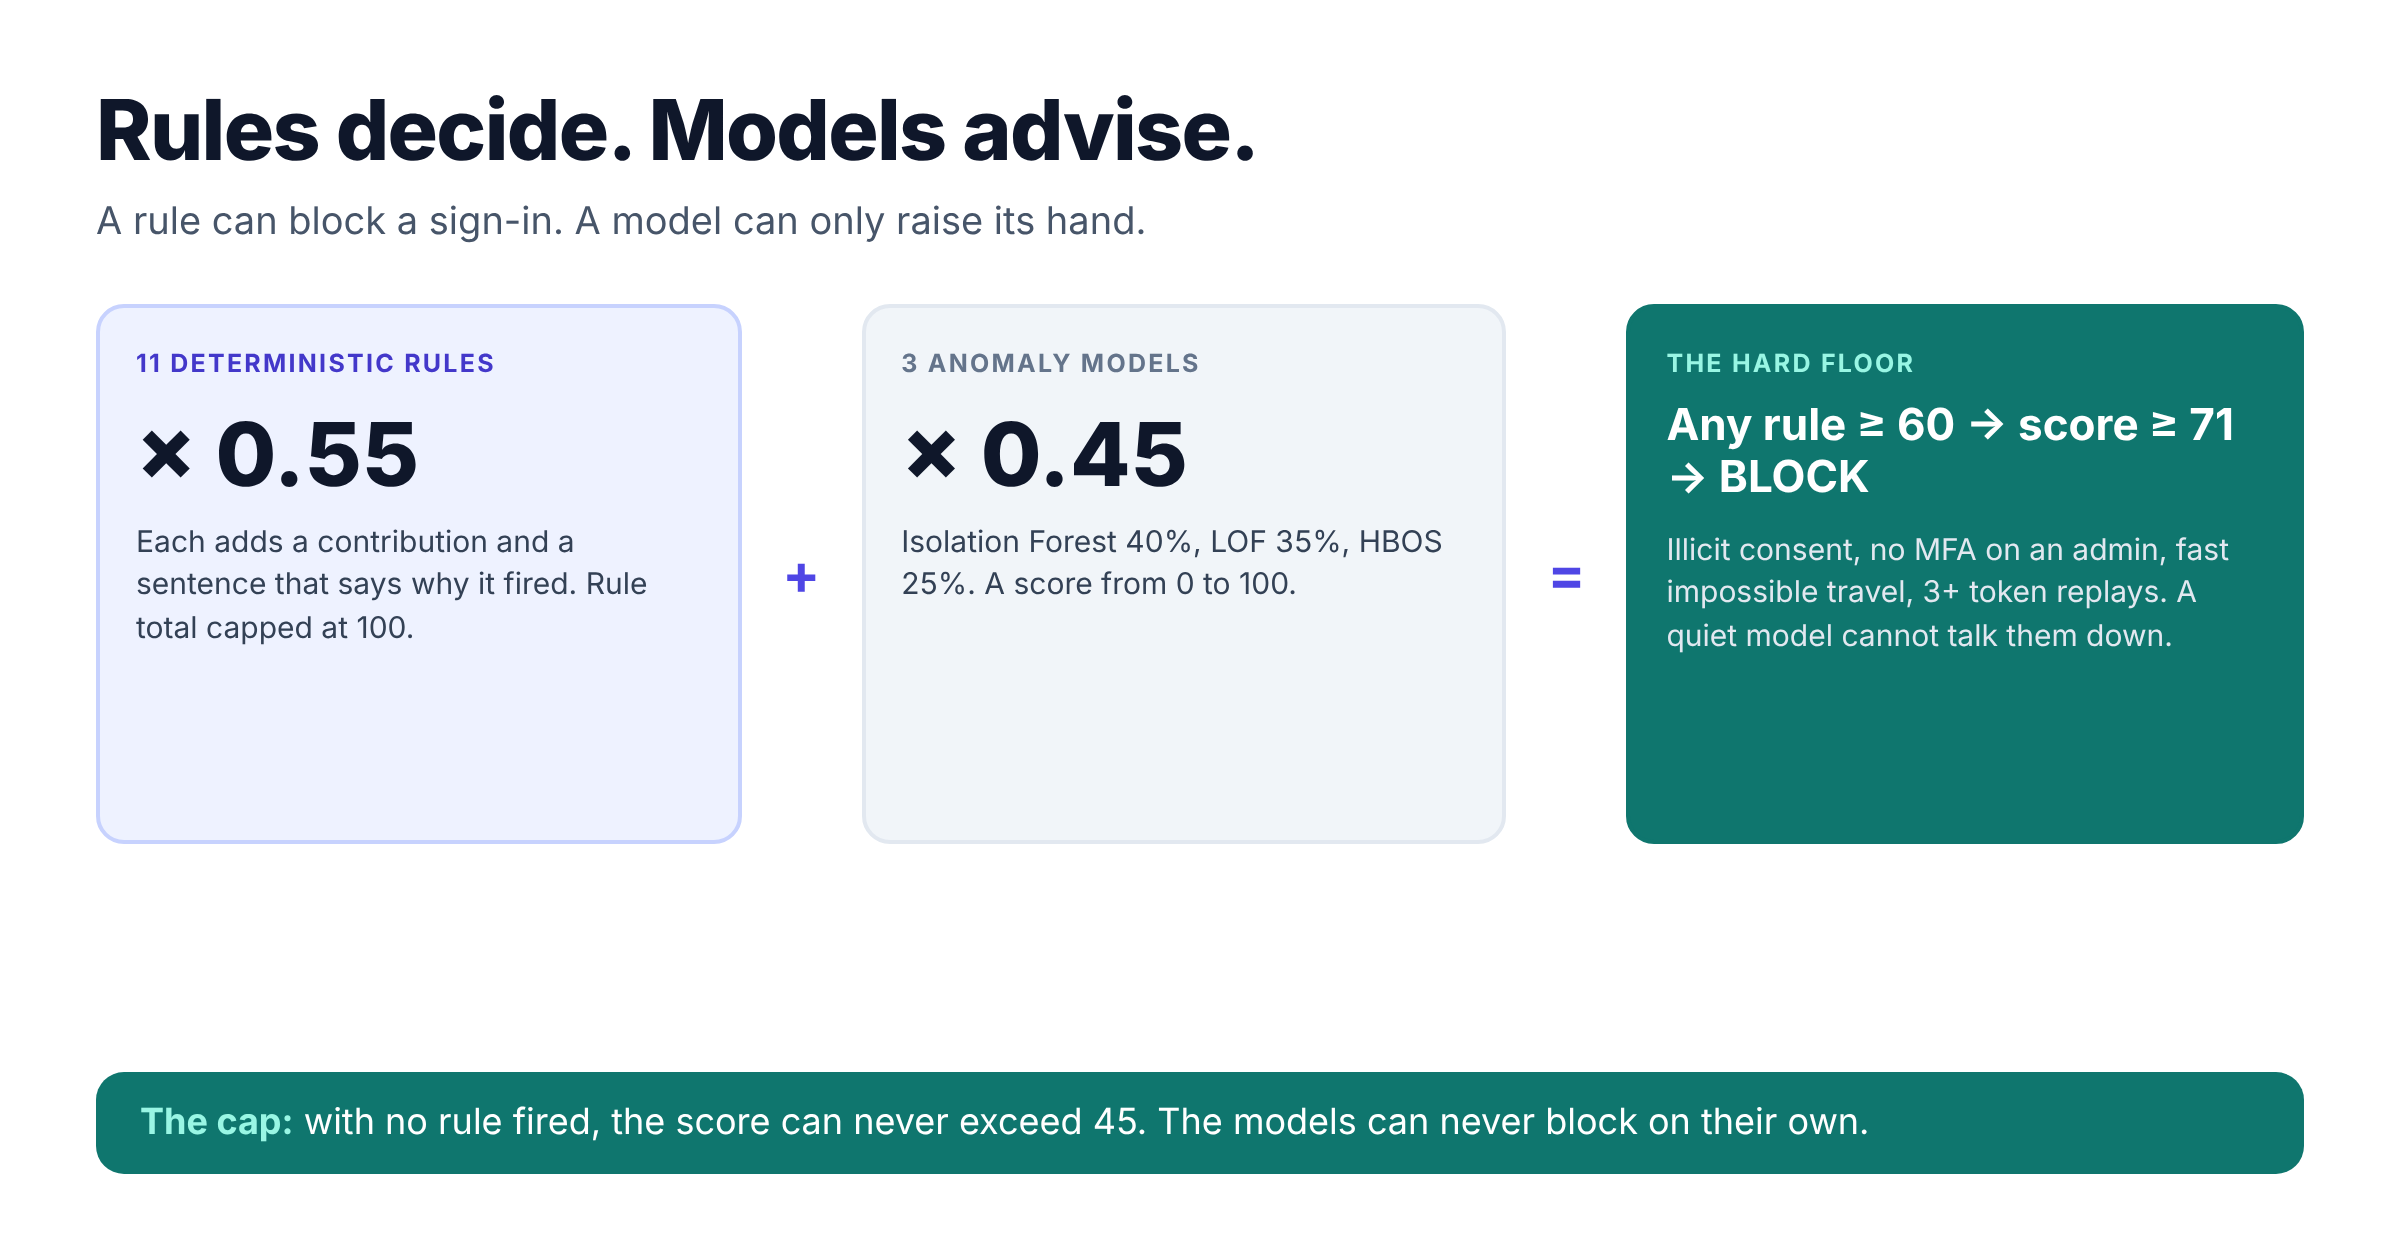 Rules decide. Models advise.
A rule can block a sign-in. A model can only raise its hand.
11 DETERMINISTIC RULES
× 0.55
Each adds a contribution and a
sentence that says why it fired. Rule
total capped at 100.
+
3 ANOMALY MODELS
× 0.45
Isolation Forest 40%, LOF 35%, HBOS
25%. A score from 0 to 100.
=
THE HARD FLOOR
Any rule ≥ 60 → score ≥ 71
→ BLOCK
Illicit consent, no MFA on an admin, fast
impossible travel, 3+ token replays. A
quiet model cannot talk them down.
The cap: with no rule fired, the score can never exceed 45. The models can never block on their own.